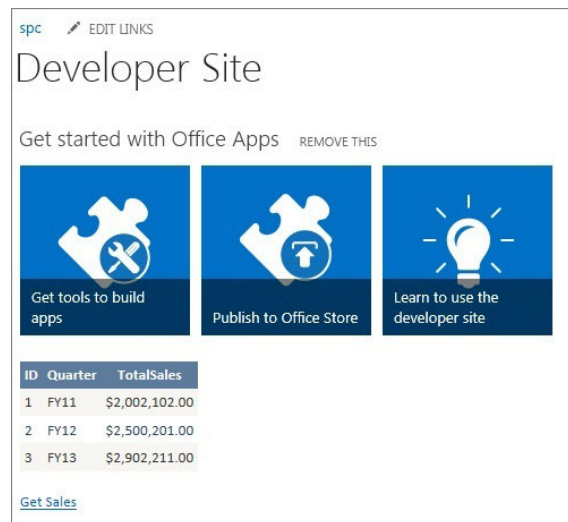 spc EDIT LINKS
Developer Site
Get started with Office Apps REMOVE THIS
Get tools to build
apps
Publish to Office Store
Learn to use the
developer site
ID Quarter TotalSales
1 FY11 $2,002,102.00
2 FY12 $2,500,201.00
3 FY13 $2,902,211.00
Get Sales